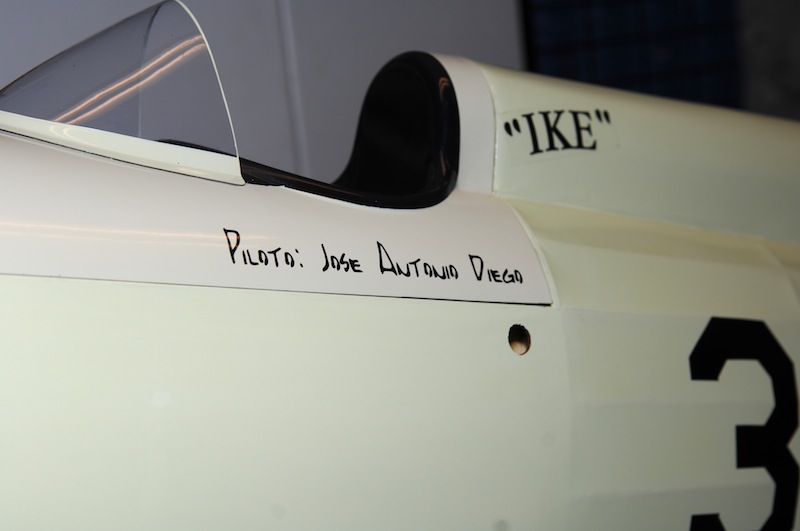 "IKE"
PILOTO: JOSE ANTONIO DIEGO
3